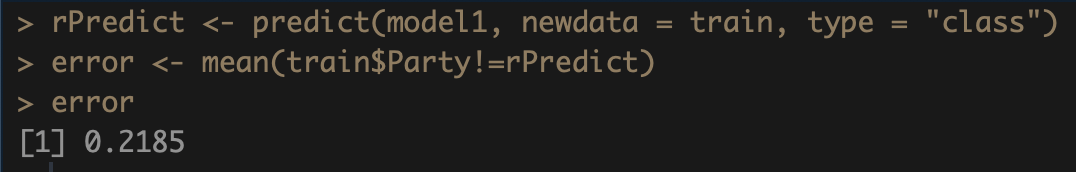 > rPredict <- predict(model1, newdata = train, type = "class")
> error <- mean(train$Party!=rPredict)
> error
[1] 0.2185